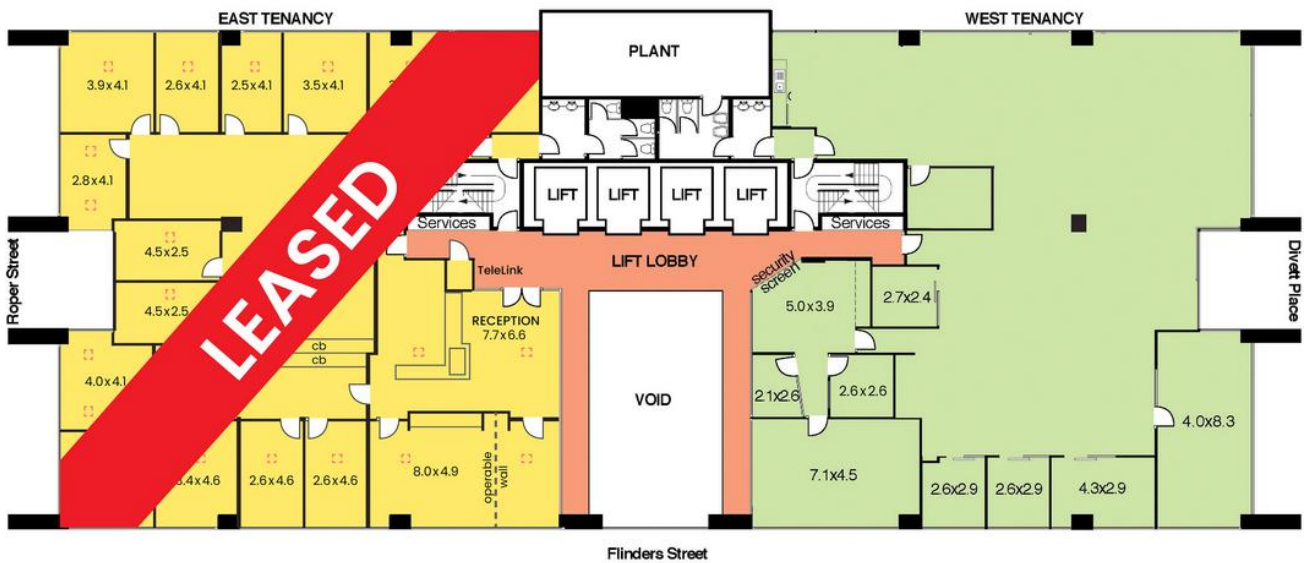 EAST TENANCY
WEST TENANCY
PLANT
3.9x4.1
2.6x4.1
2.5x4.1
3.5x4.1
2.8x4.1
4.5x2.5
4.5x2.5
4.0x4.1
LEASED
LIFT
LIFT
LIFT
LIFT
Services
Services
LIFT LOBBY
TeleLink
security
screen
RECEPTION
7.7x6.6
cb
cb
5.0x3.9
2.7x2.4
VOID
2.1x2.6
2.6x2.6
4.0x8.3
2.6x4.6
2.6x4.6
8.0x4.9
operable
wall
7.1x4.5
2.6x2.9
2.6x2.9
4.3x2.9
Roper Street
Divett Place
Flinders Street